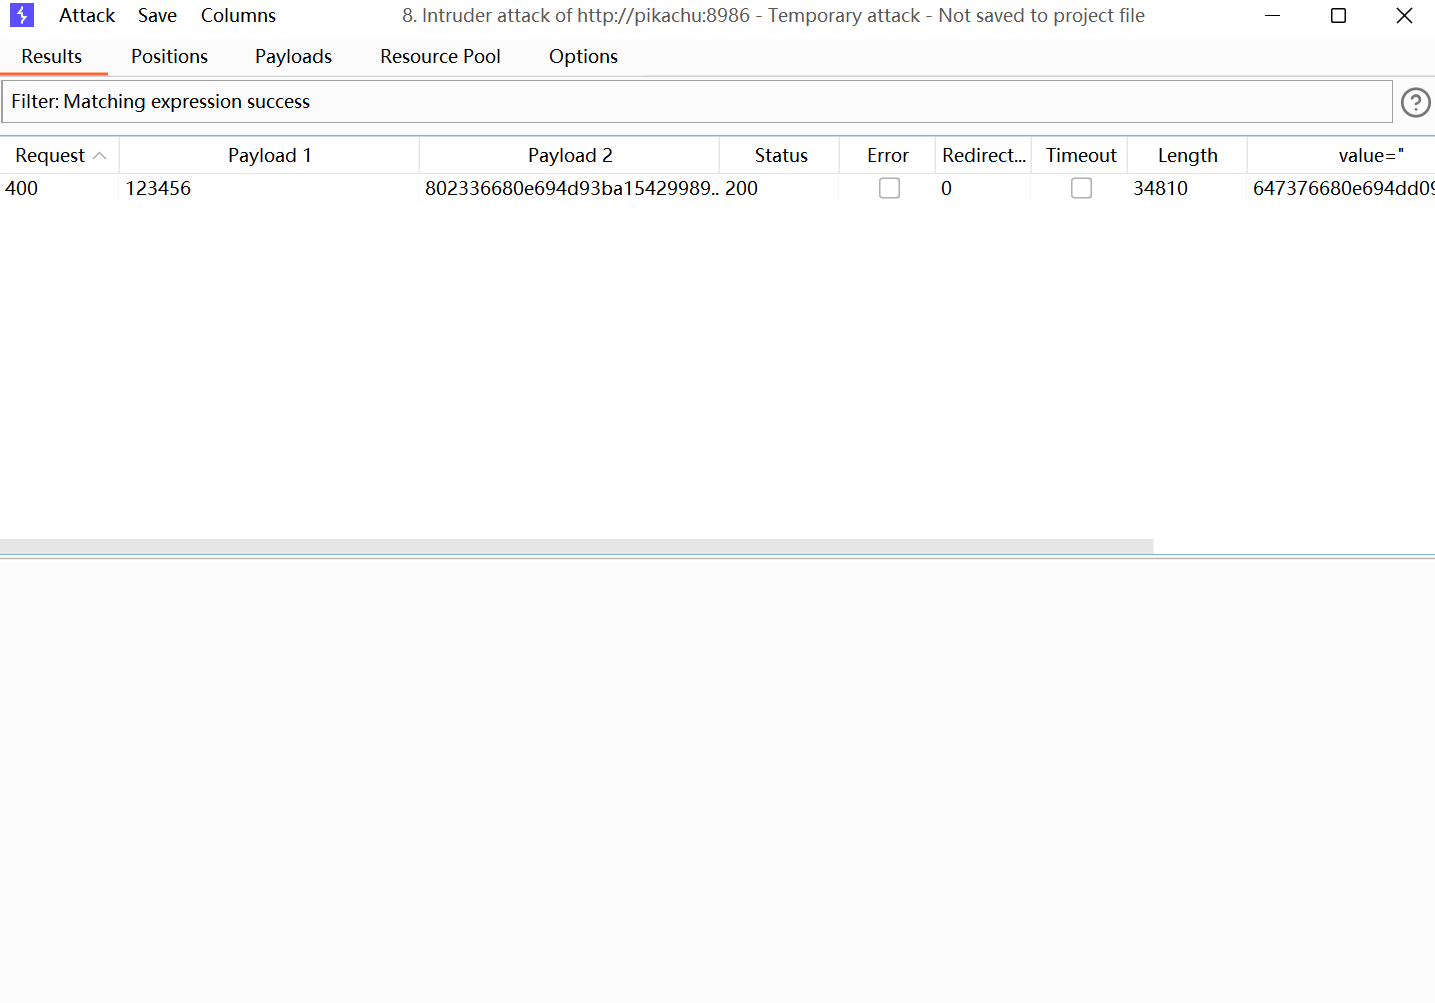 Attack Save Columns 8. Intruder attack of http://pikachu:8986 - Temporary attack - Not saved to project file
Results Positions Payloads Resource Pool Options
Filter: Matching expression success
Request Payload 1 Payload 2 Status Error Redirect... Timeout Length value="
400 123456 802336680e694d93ba15429989... 200 0 34810 647376680e694dd09